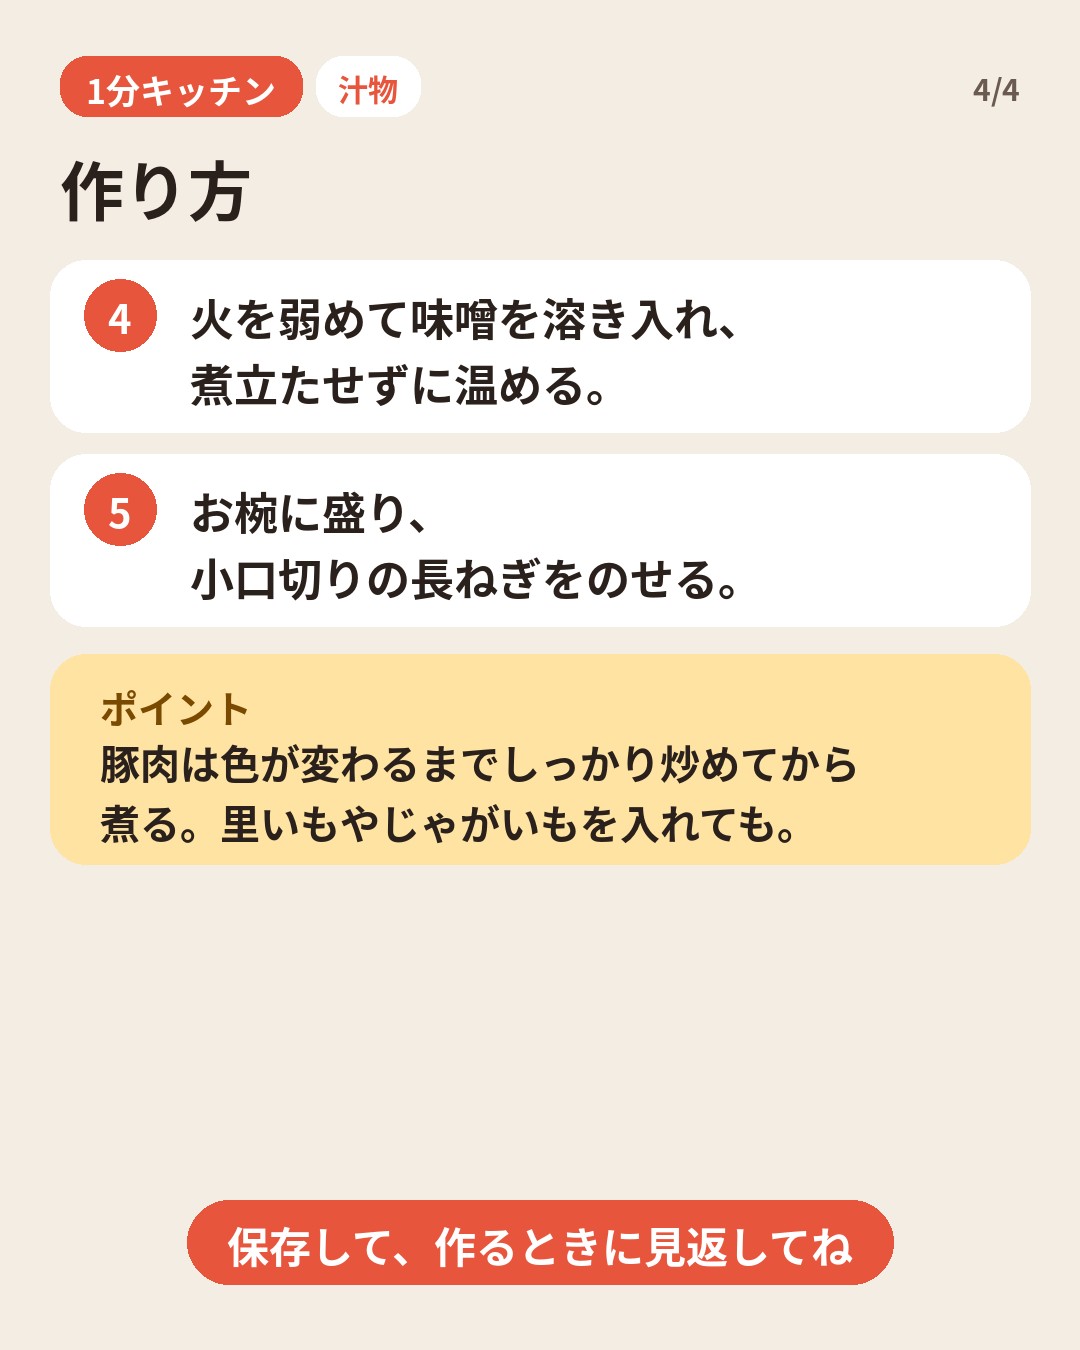 1分キッチン 汁物 4/4
作り方
4 火を弱めて味噌を溶き入れ、
煮立たせずに温める。
5 お椀に盛り、
小口切りの長ねぎをのせる。
ポイント
豚肉は色が変わるまでしっかり炒めてから
煮る。里いもやじゃがいもを入れても。
保存して、作るときに見返してね